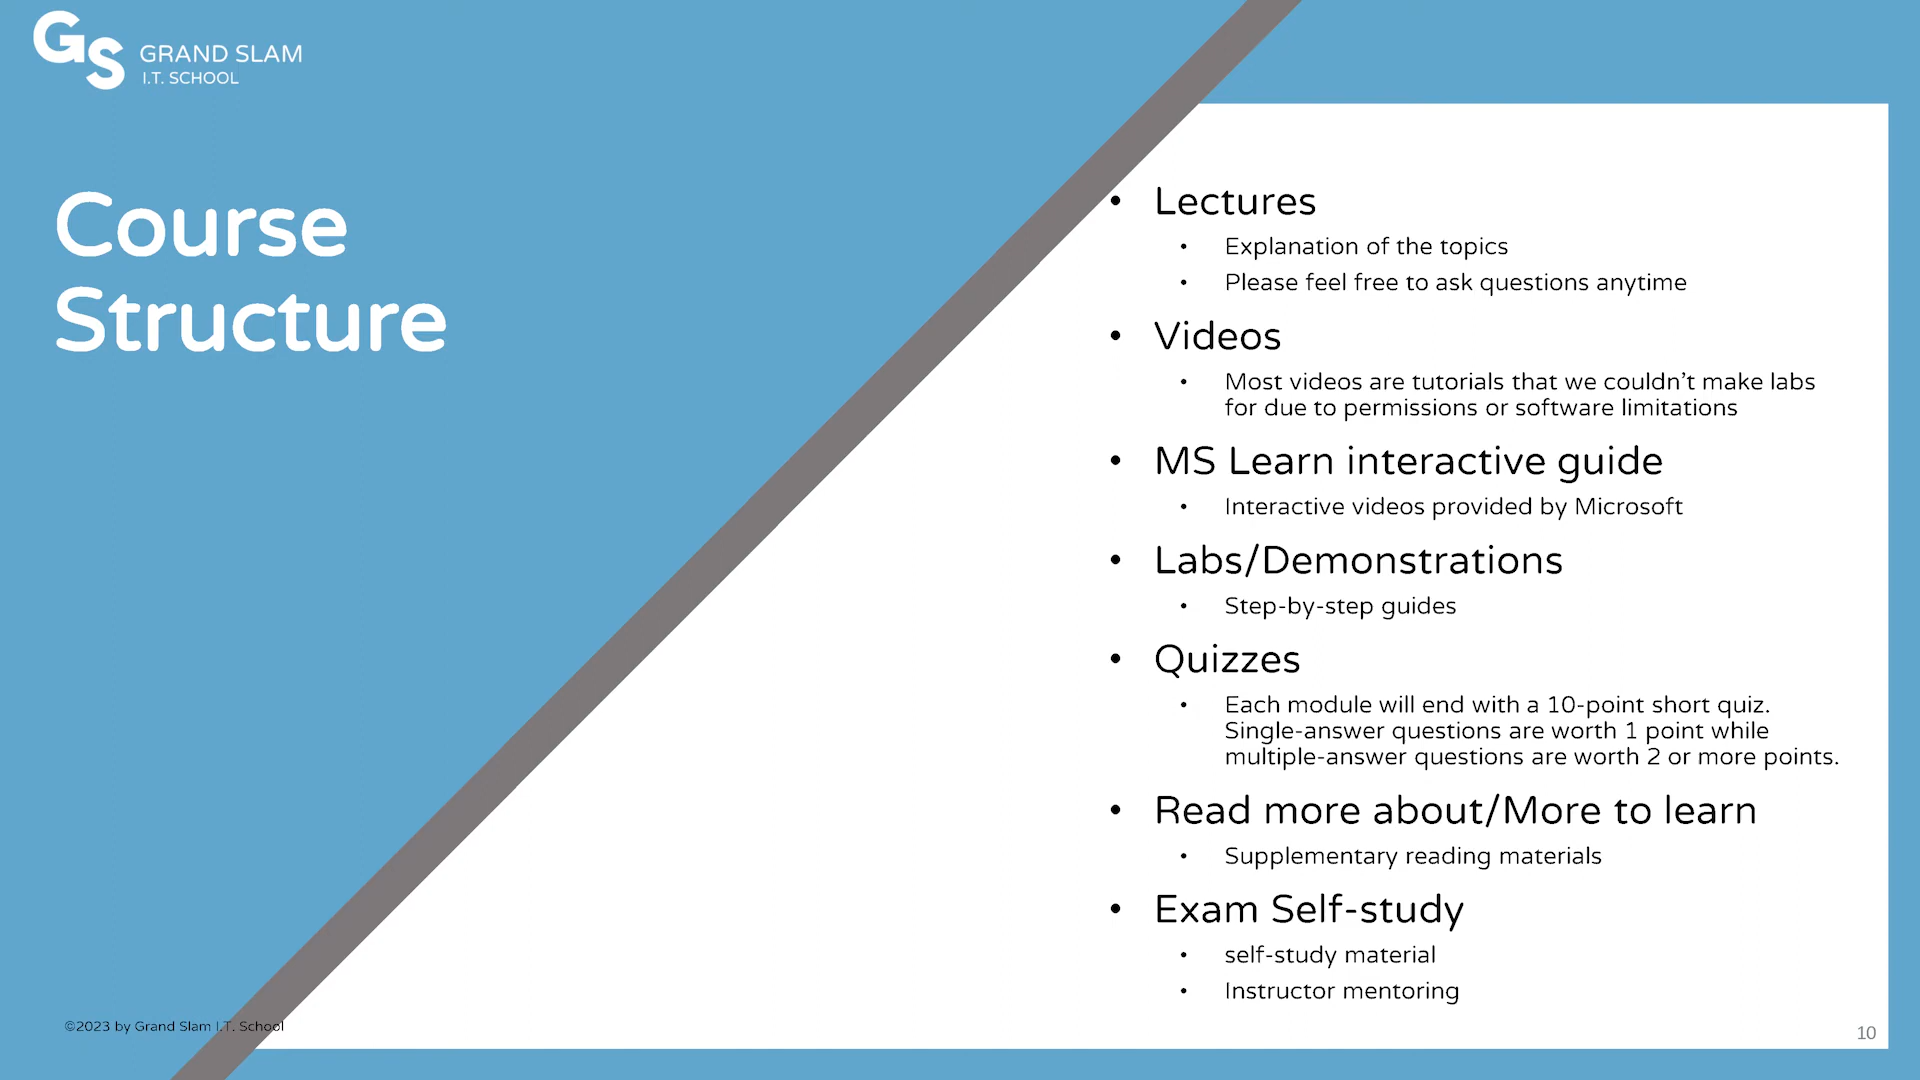 GS GRAND SLAM
I.T. SCHOOL
Course
Structure
• Lectures
• Explanation of the topics
• Please feel free to ask questions anytime
• Videos
• Most videos are tutorials that we couldn’t make labs
for due to permissions or software limitations
• MS Learn interactive guide
• Interactive videos provided by Microsoft
• Labs/Demonstrations
• Step-by-step guides
• Quizzes
• Each module will end with a 10-point short quiz.
Single-answer questions are worth 1 point while
multiple-answer questions are worth 2 or more points.
• Read more about/More to learn
• Supplementary reading materials
• Exam Self-study
• self-study material
• Instructor mentoring
©2023 by Grand Slam I.T. School
10